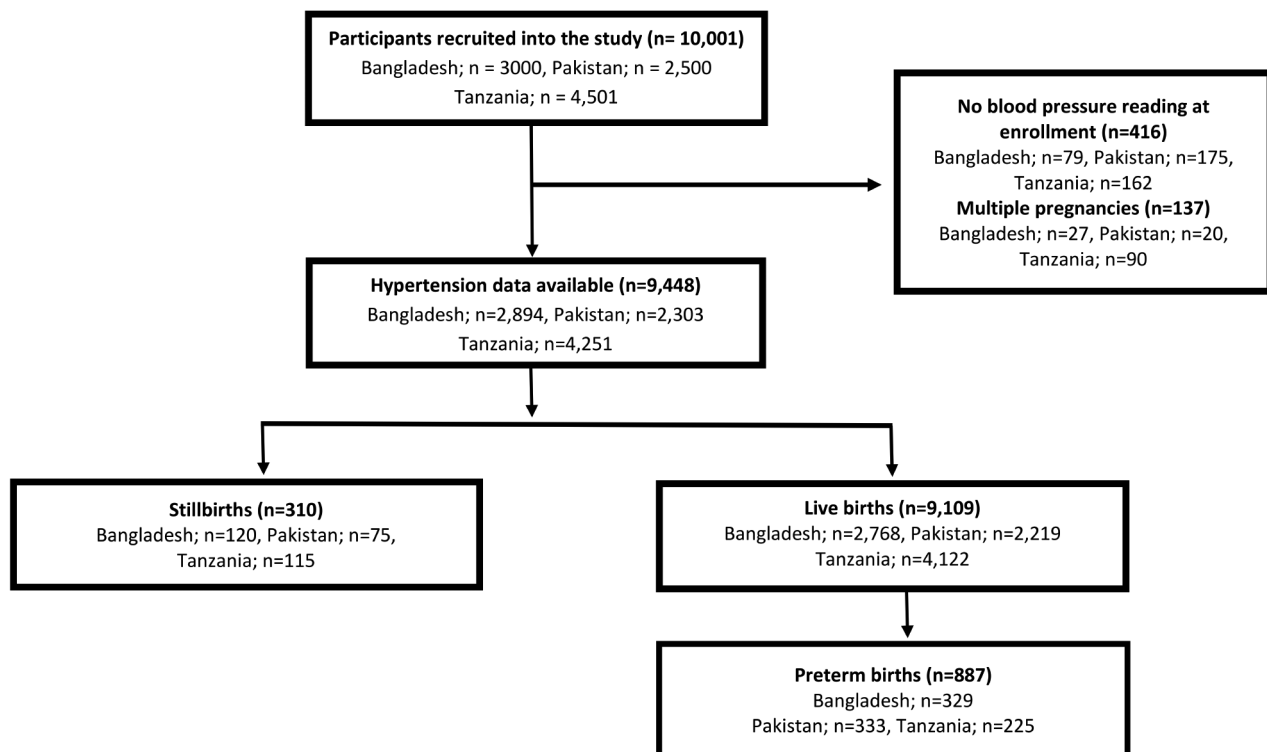 Participants recruited into the study (n= 10,001)
Bangladesh; n = 3000, Pakistan; n = 2,500
Tanzania; n = 4,501
No blood pressure reading at
enrollment (n=416)
Bangladesh; n=79, Pakistan; n=175,
Tanzania; n=162
Multiple pregnancies (n=137)
Bangladesh; n=27, Pakistan; n=20,
Tanzania; n=90
Hypertension data available (n=9,448)
Bangladesh; n=2,894, Pakistan; n=2,303
Tanzania; n=4,251
Stillbirths (n=310)
Bangladesh; n=120, Pakistan; n=75,
Tanzania; n=115
Live births (n=9,109)
Bangladesh; n=2,768, Pakistan; n=2,219
Tanzania; n=4,122
Preterm births (n=887)
Bangladesh; n=329
Pakistan; n=333, Tanzania; n=225